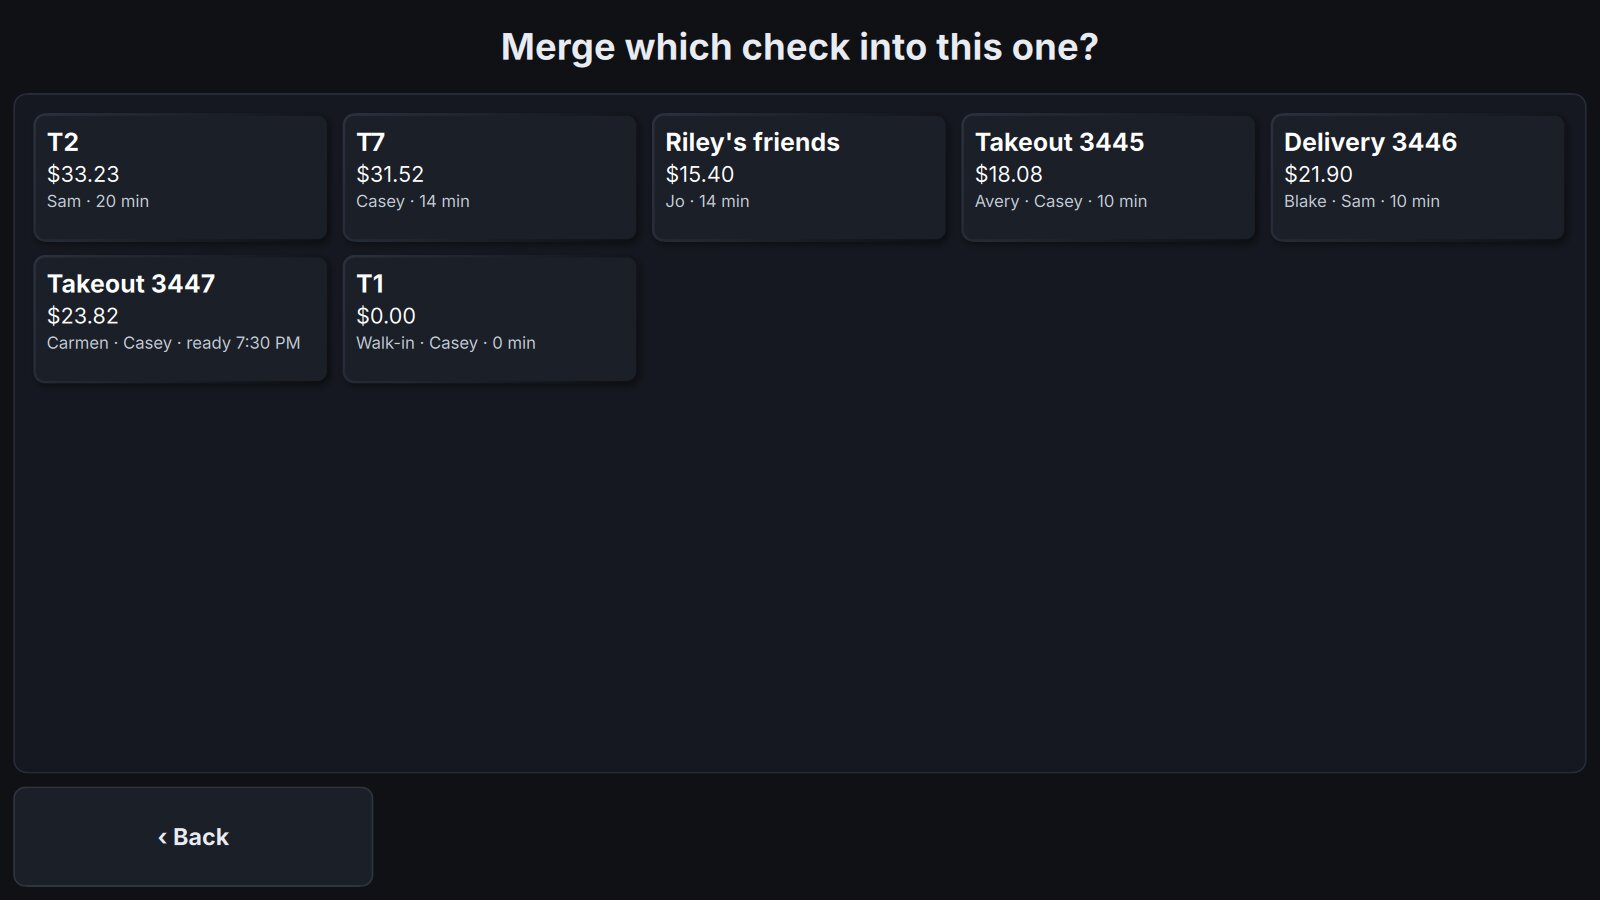 Merge which check into this one?
T2
$33.23
Sam · 20 min
T7
$31.52
Casey · 14 min
Riley's friends
$15.40
Jo · 14 min
Takeout 3445
$18.08
Avery · Casey · 10 min
Delivery 3446
$21.90
Blake · Sam · 10 min
Takeout 3447
$23.82
Carmen · Casey · ready 7:30 PM
T1
$0.00
Walk-in · Casey · 0 min
‹ Back